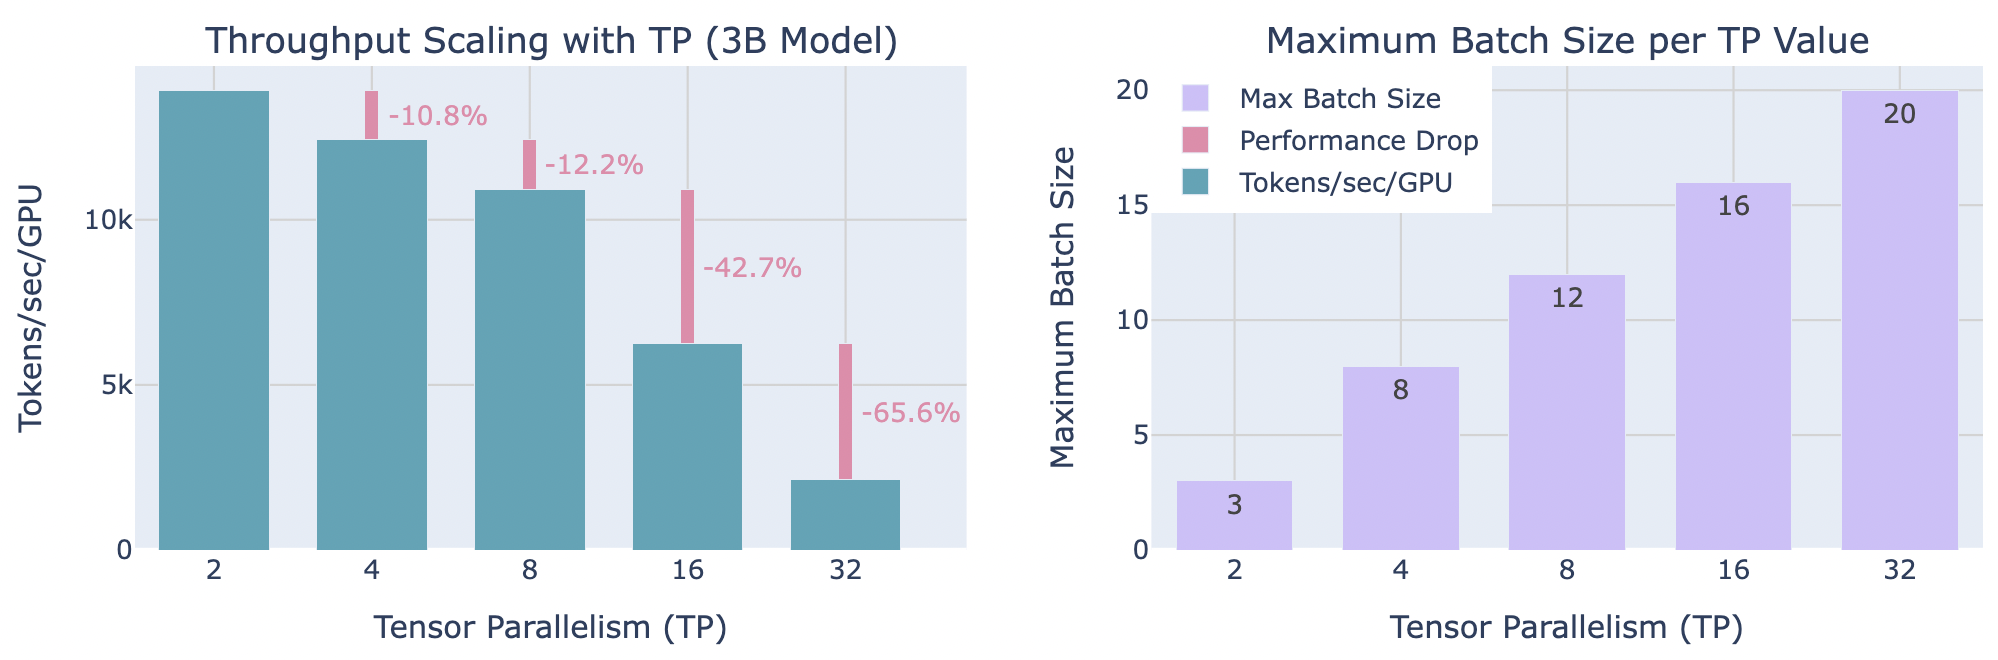 Throughput Scaling with TP (3B Model)
Tokens/sec/GPU
10k
5k
0
-10.8%
-12.2%
-42.7%
-65.6%
2
4
8
16
32
Tensor Parallelism (TP)
Maximum Batch Size per TP Value
Max Batch Size
Performance Drop
Tokens/sec/GPU
Maximum Batch Size
20
15
10
5
0
3
8
12
16
20
2
4
8
16
32
Tensor Parallelism (TP)